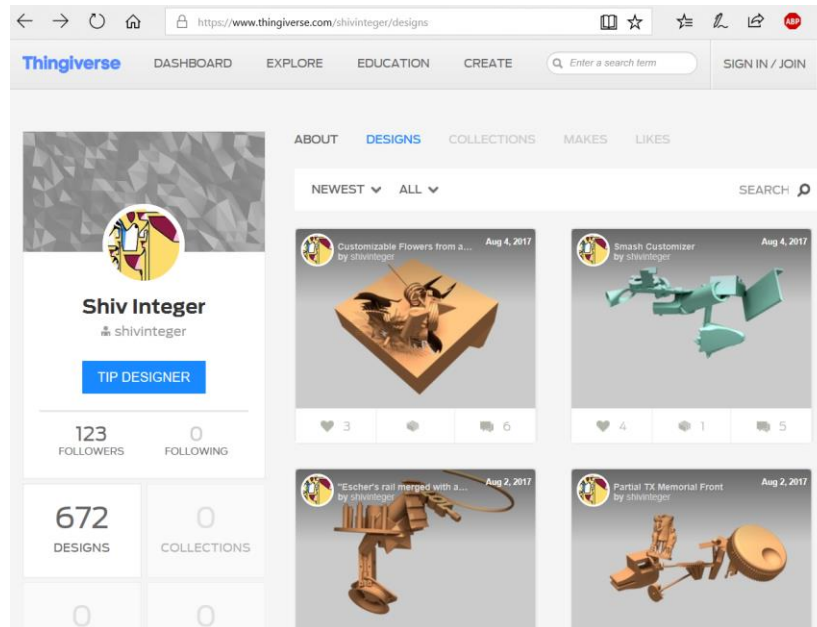 https://www.thingiverse.com/shivinteger/designs
ABP
Thingiverse DASHBOARD EXPLORE EDUCATION CREATE Enter a search term SIGN IN / JOIN
ABOUT DESIGNS COLLECTIONS MAKES LIKES
NEWEST ALL SEARCH
Shiv Integer
shivinteger
TIP DESIGNER
123 0
FOLLOWERS FOLLOWING
672 0
DESIGNS COLLECTIONS
0 0
Customizable Flowers from a... Aug 4, 2017
by shivinteger
3 6
Smash Customizer Aug 4, 2017
by shivinteger
4 1 5
"Escher's rail merged with a... Aug 2, 2017
by shivinteger
Partial TX Memorial Front Aug 2, 2017
by shivinteger